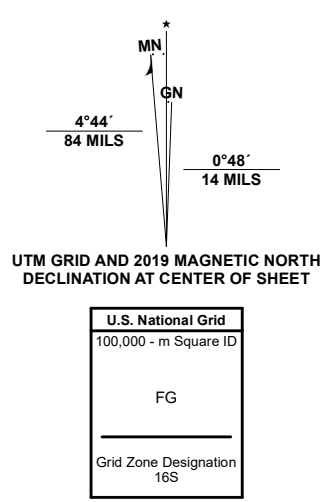 ★
MN
GN
4°44´
84 MILS
0°48´
14 MILS
UTM GRID AND 2019 MAGNETIC NORTH
DECLINATION AT CENTER OF SHEET
U.S. National Grid
100,000 - m Square ID
FG
Grid Zone Designation
16S